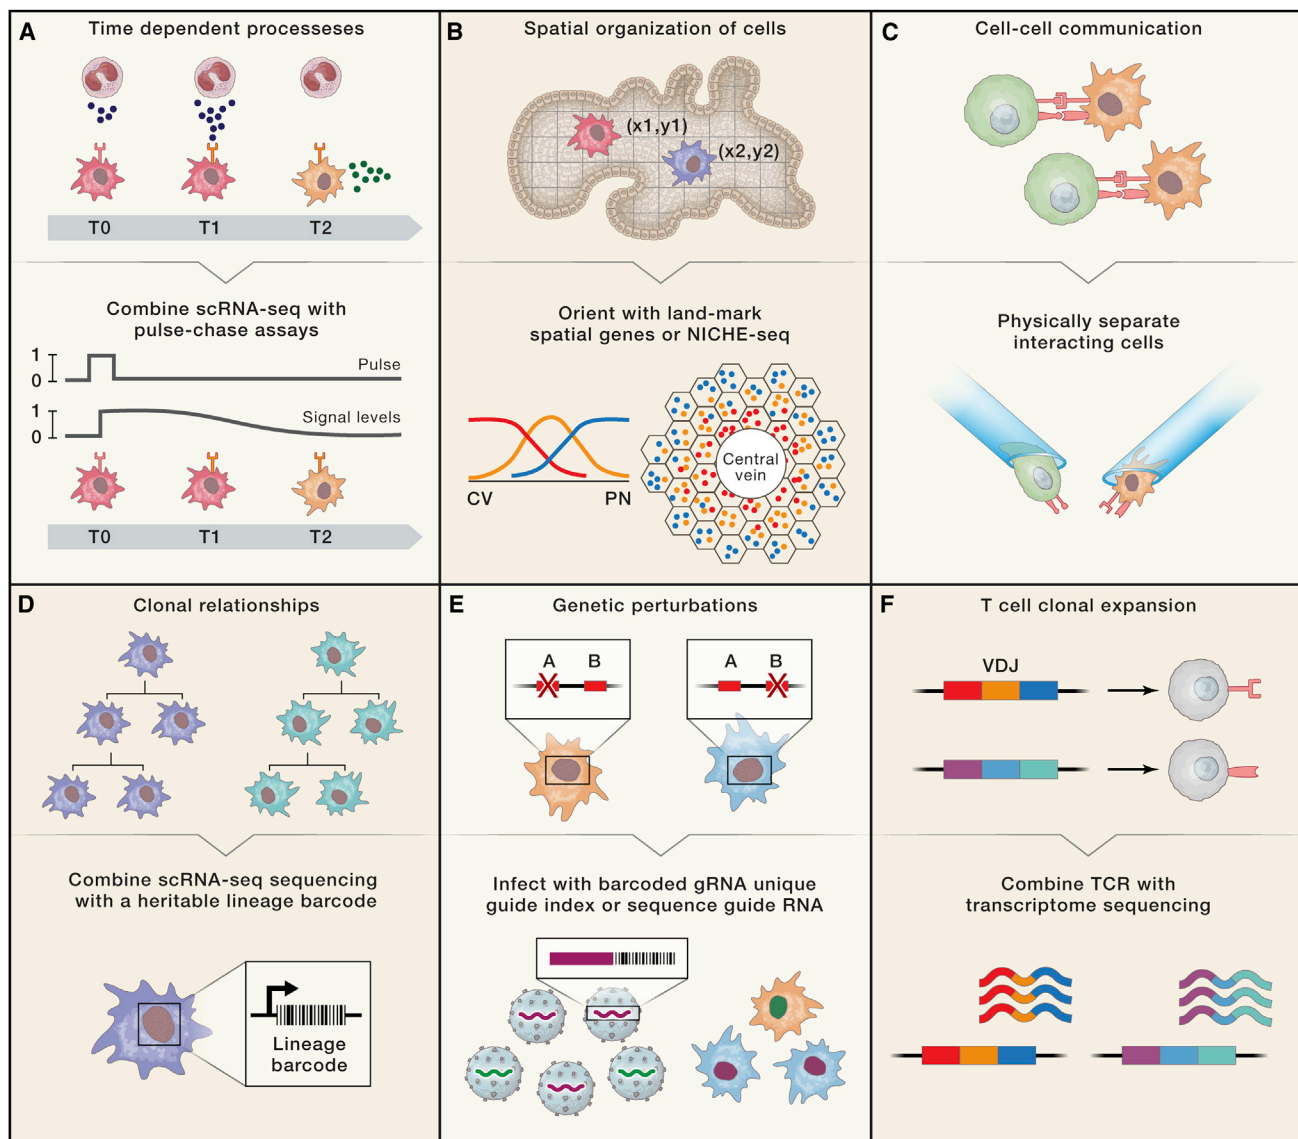 A
Time dependent processeses
T0 T1 T2
Combine scRNA-seq with
pulse-chase assays
1
0
Pulse
1
0
Signal levels
T0 T1 T2
B
Spatial organization of cells
(x1,y1)
(x2,y2)
Orient with land-mark
spatial genes or NICHE-seq
CV PN
Central
vein
C
Cell-cell communication
Physically separate
interacting cells
D
Clonal relationships
Combine scRNA-seq sequencing
with a heritable lineage barcode
Lineage
barcode
E
Genetic perturbations
A B
A B
Infect with barcoded gRNA unique
guide index or sequence guide RNA
F
T cell clonal expansion
VDJ
Combine TCR with
transcriptome sequencing